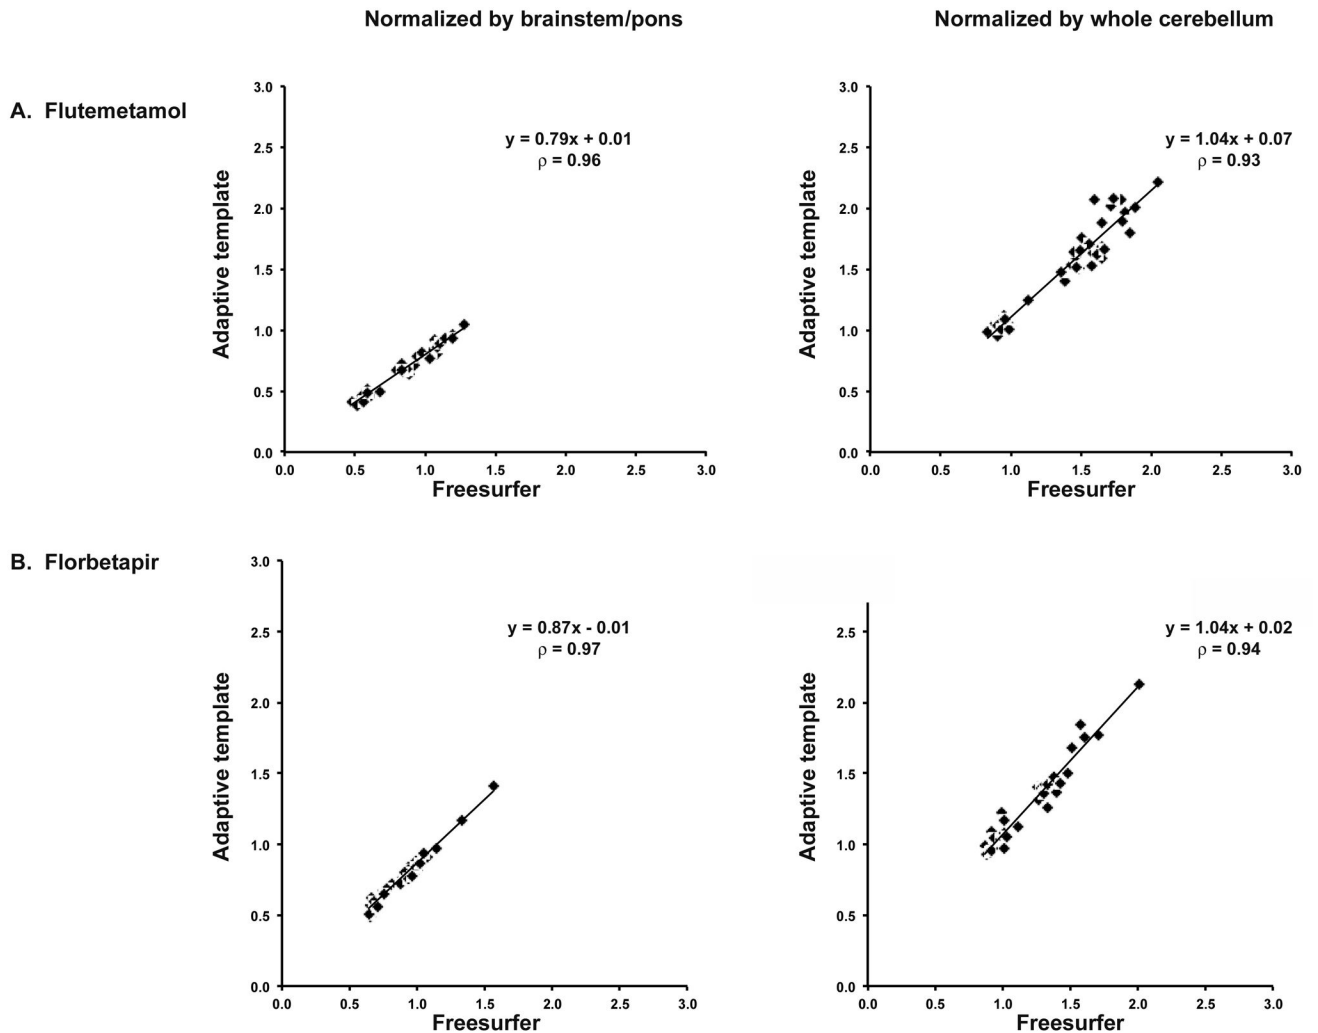 Normalized by brainstem/pons
Normalized by whole cerebellum
A. Flutemetamol
3.0
2.5
2.0
1.5
1.0
0.5
0.0
Adaptive template
y = 0.79x + 0.01
ρ = 0.96
0.0 0.5 1.0 1.5 2.0 2.5 3.0
Freesurfer
3.0
2.5
2.0
1.5
1.0
0.5
0.0
Adaptive template
y = 1.04x + 0.07
ρ = 0.93
0.0 0.5 1.0 1.5 2.0 2.5 3.0
Freesurfer
B. Florbetapir
3.0
2.5
2.0
1.5
1.0
0.5
0.0
Adaptive template
y = 0.87x - 0.01
ρ = 0.97
0.0 0.5 1.0 1.5 2.0 2.5 3.0
Freesurfer
2.5
2.0
1.5
1.0
0.5
0.0
Adaptive template
y = 1.04x + 0.02
ρ = 0.94
0.0 0.5 1.0 1.5 2.0 2.5 3.0
Freesurfer